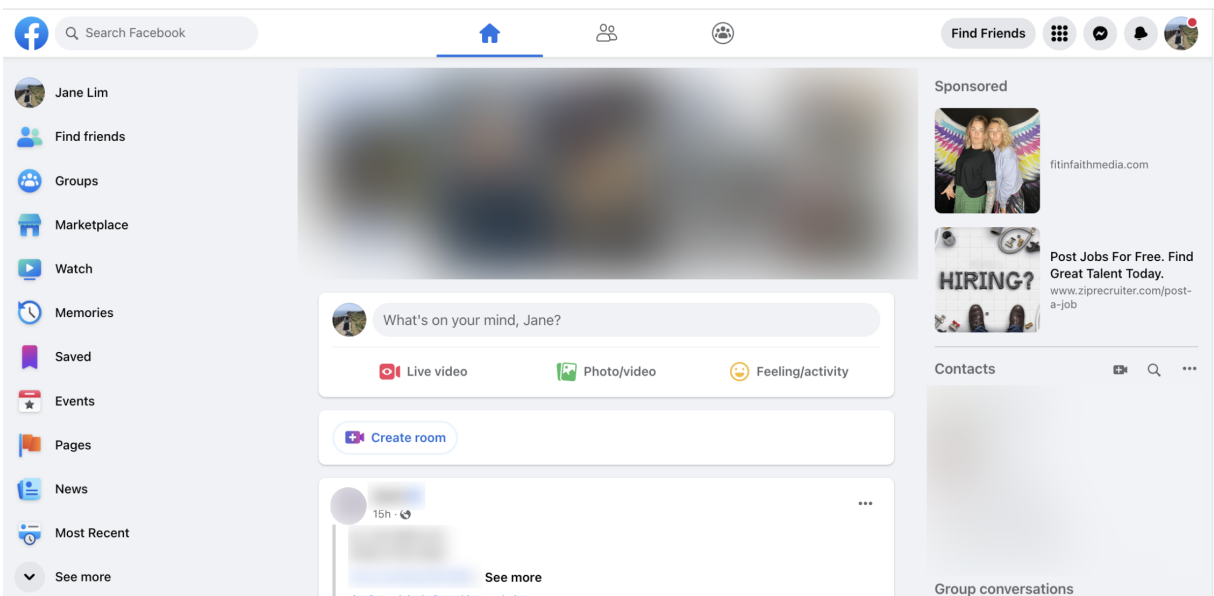 Search Facebook
Find Friends
Jane Lim
Find friends
Groups
Marketplace
Watch
Memories
Saved
Events
Pages
News
Most Recent
See more
What's on your mind, Jane?
Live video
Photo/video
Feeling/activity
Create room
15h ·
See more
Sponsored
fitinfaithmedia.com
HIRING?
Post Jobs For Free. Find
Great Talent Today.
www.ziprecruiter.com/post-
a-job
Contacts
Group conversations